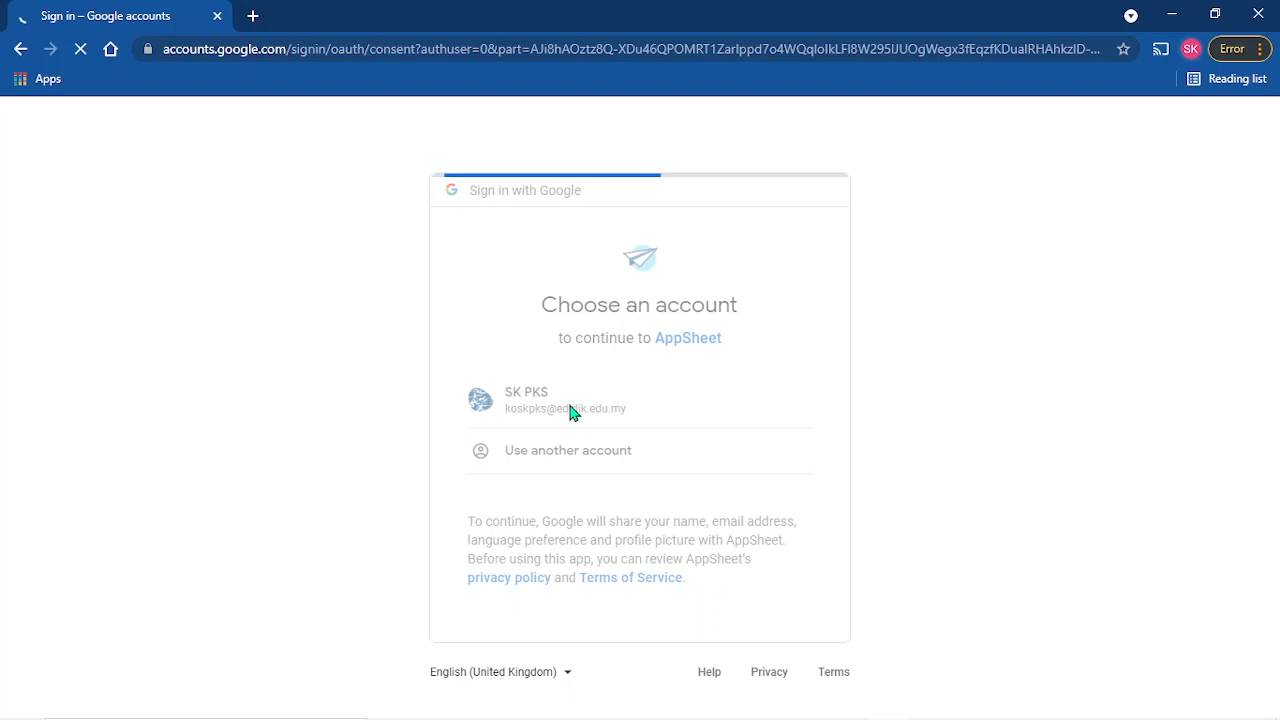 Sign in – Google accounts
accounts.google.com/signin/oauth/consent?authuser=0&part=AJi8hAOztz8Q-XDu46QPOMRT1Zarlppd7o4WQqloIkLFl8W295IJUOgWegx3fEqzfKDualRHAhkzID-...
SK
Error
Apps
Reading list
Sign in with Google
Choose an account
to continue to AppSheet
SK PKS
Use another account
To continue, Google will share your name, email address,
language preference and profile picture with AppSheet.
Before using this app, you can review AppSheet's
privacy policy and Terms of Service.
English (United Kingdom)
Help
Privacy
Terms